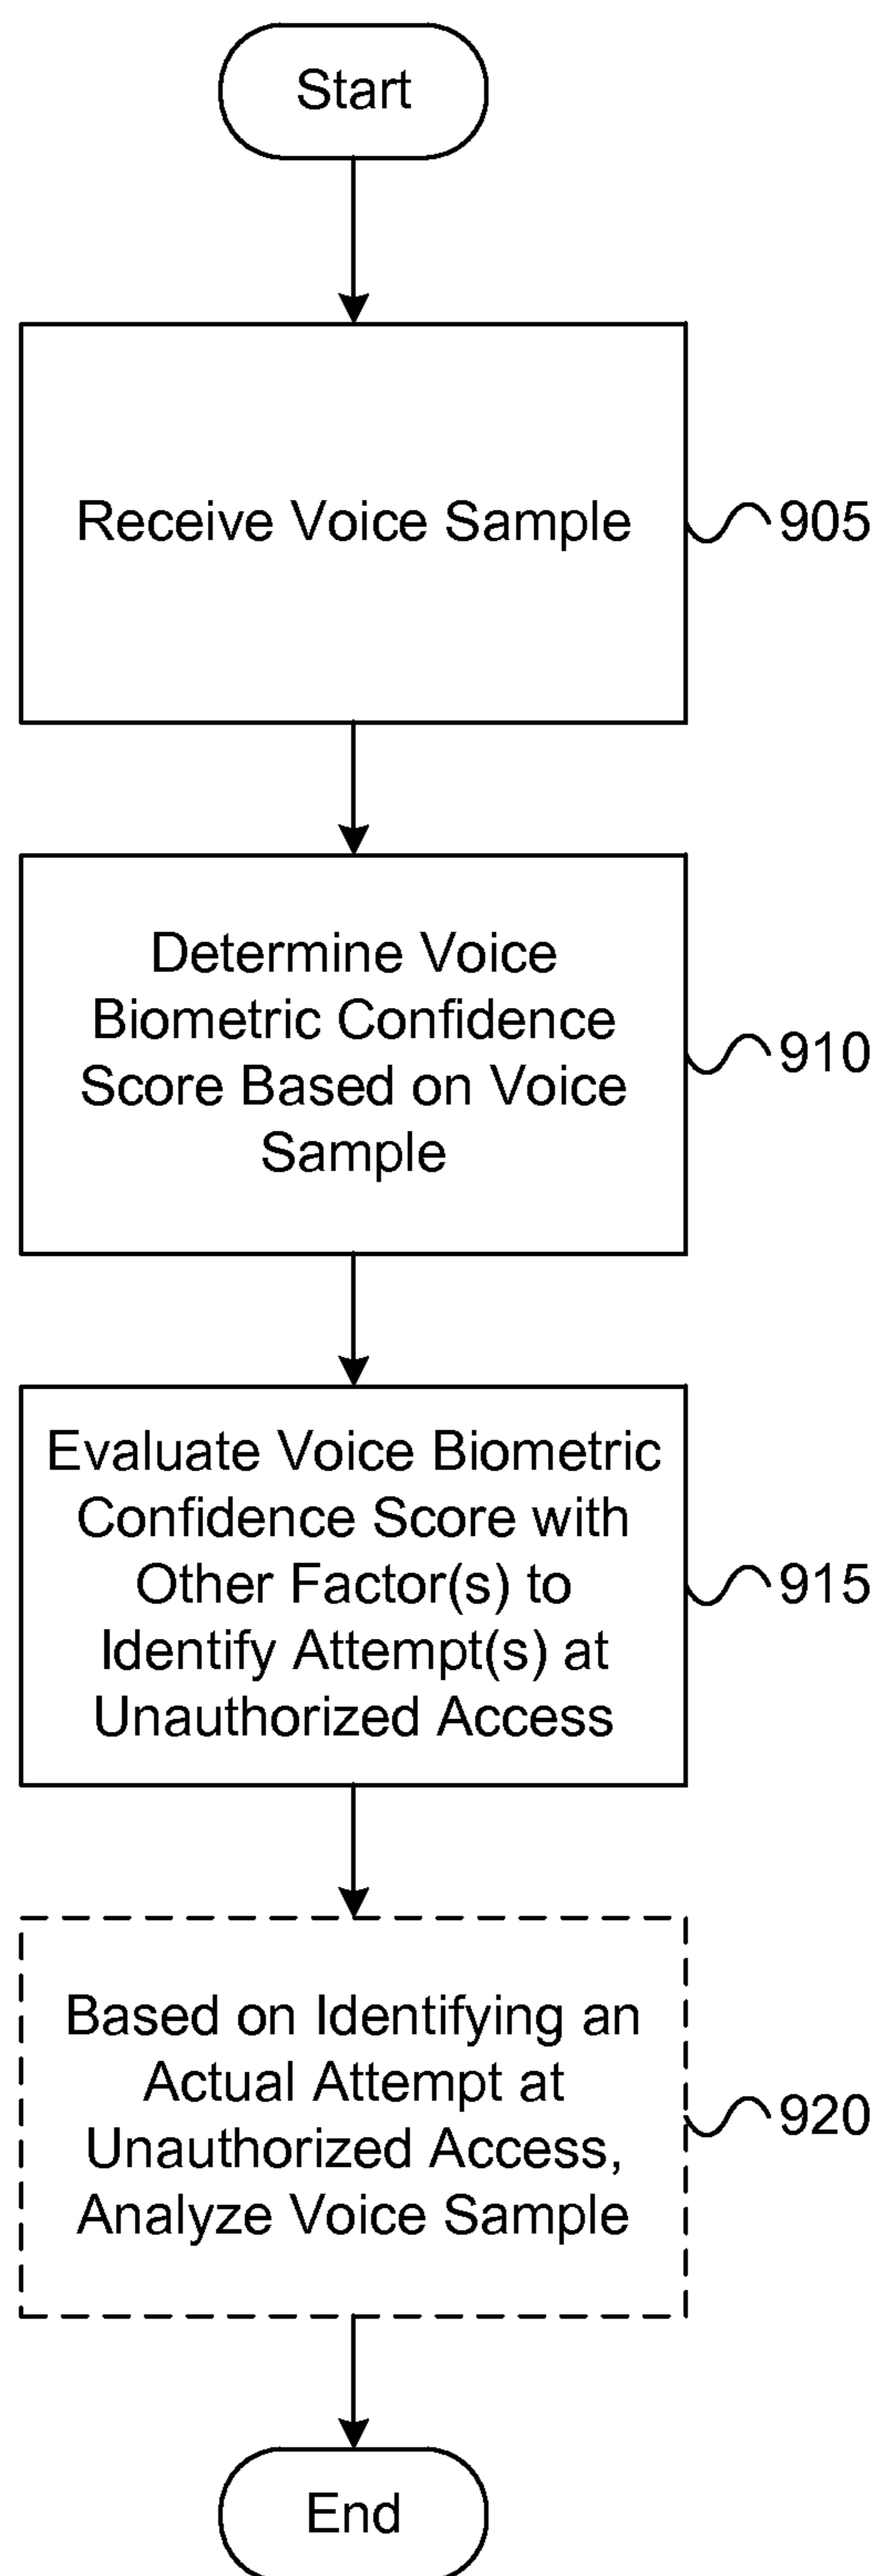 Start
Receive Voice Sample
905
Determine Voice
Biometric Confidence
Score Based on Voice
Sample
910
Evaluate Voice Biometric
Confidence Score with
Other Factor(s) to
Identify Attempt(s) at
Unauthorized Access
915
Based on Identifying an
Actual Attempt at
Unauthorized Access,
Analyze Voice Sample
920
End